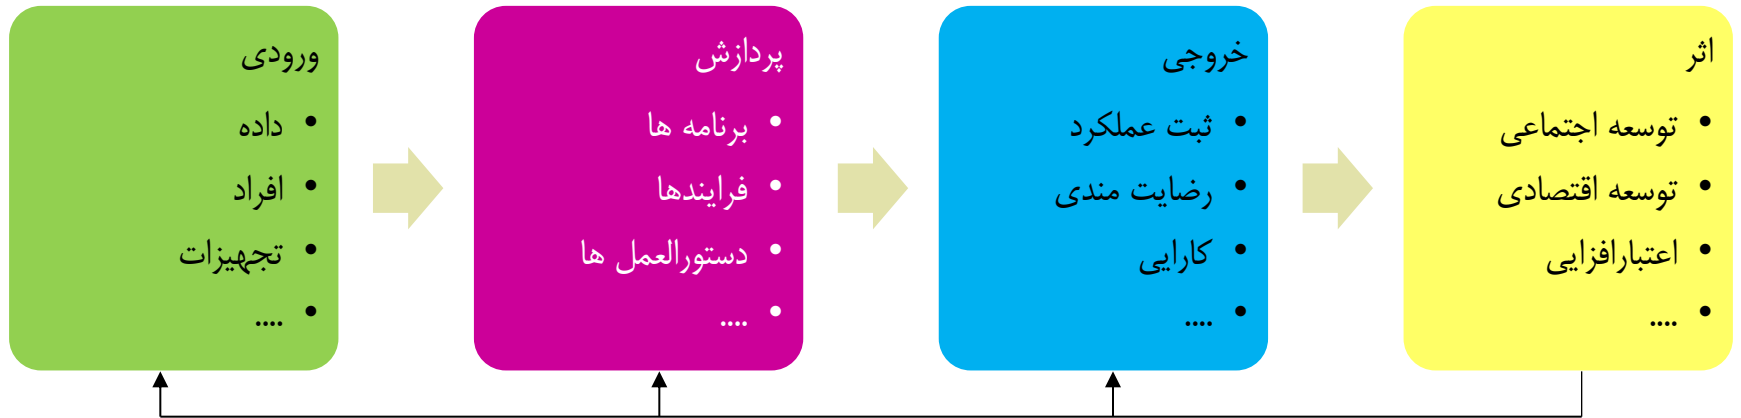 ورودی
• داده
• افراد
• تجهیزات
• ....
پردازش
• برنامه ها
• فرایندها
• دستورالعمل ها
• ....
خروجی
• ثبت عملکرد
• رضایت مندی
• کارایی
• ....
اثر
• توسعه اجتماعی
• توسعه اقتصادی
• اعتبارافزایی
• ....